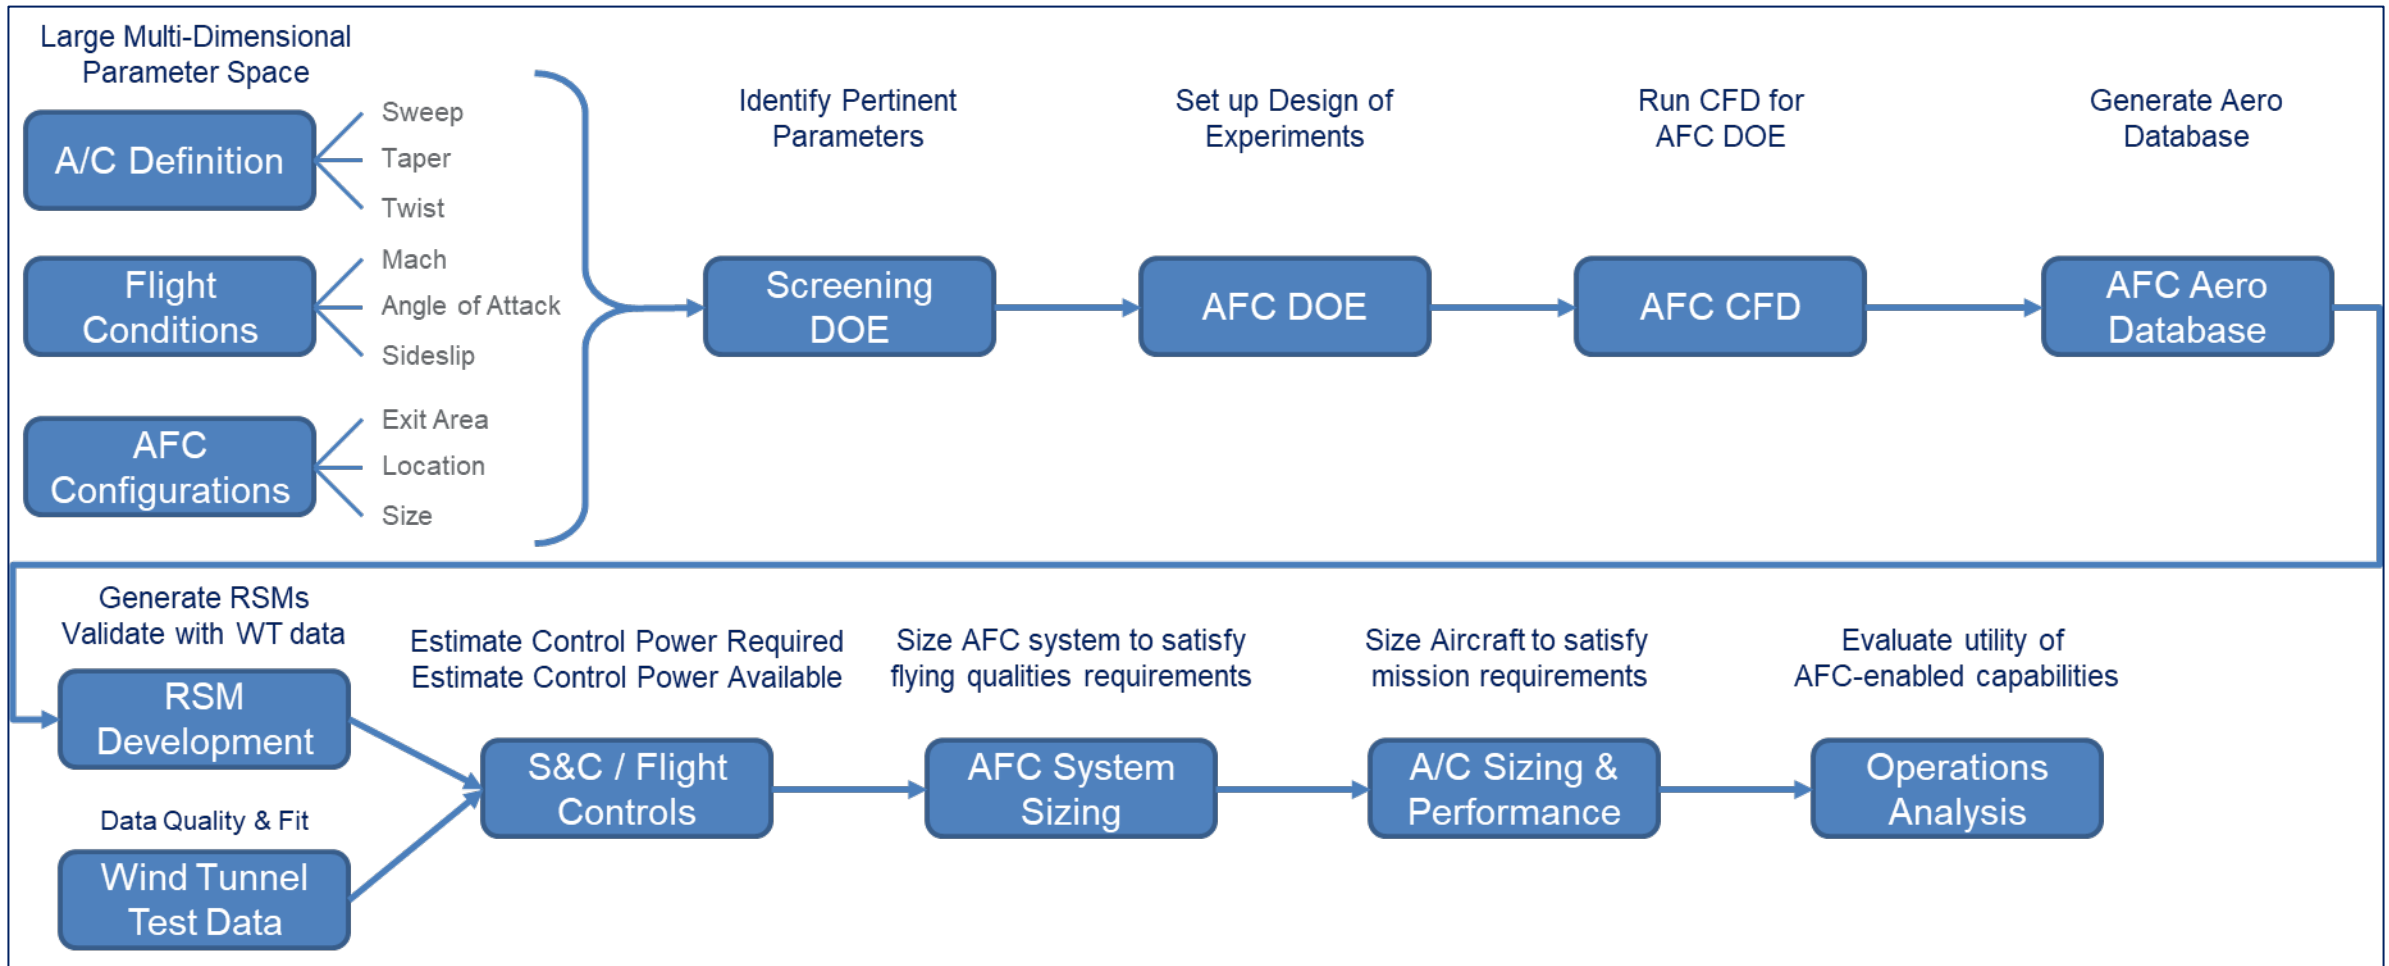 Large Multi-Dimensional
Parameter Space
A/C Definition
Sweep
Taper
Twist
Flight
Conditions
Mach
Angle of Attack
Sideslip
AFC
Configurations
Exit Area
Location
Size
Identify Pertinent
Parameters
Screening
DOE
Set up Design of
Experiments
AFC DOE
Run CFD for
AFC DOE
AFC CFD
Generate Aero
Database
AFC Aero
Database
Generate RSMs
Validate with WT data
RSM
Development
Data Quality & Fit
Wind Tunnel
Test Data
Estimate Control Power Required
Estimate Control Power Available
S&C / Flight
Controls
Size AFC system to satisfy
flying qualities requirements
AFC System
Sizing
Size Aircraft to satisfy
mission requirements
A/C Sizing &
Performance
Evaluate utility of
AFC-enabled capabilities
Operations
Analysis